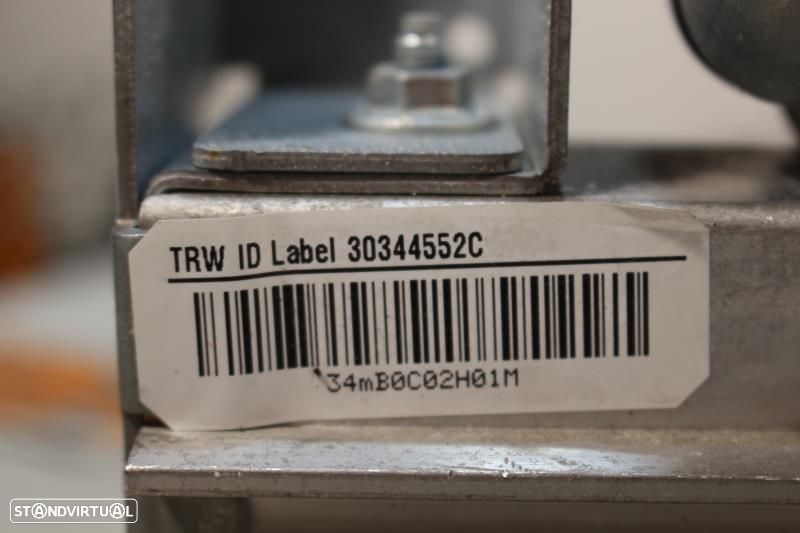 TRW ID Label 30344552C
34mB0C02H01M
STANDVIRTUAL